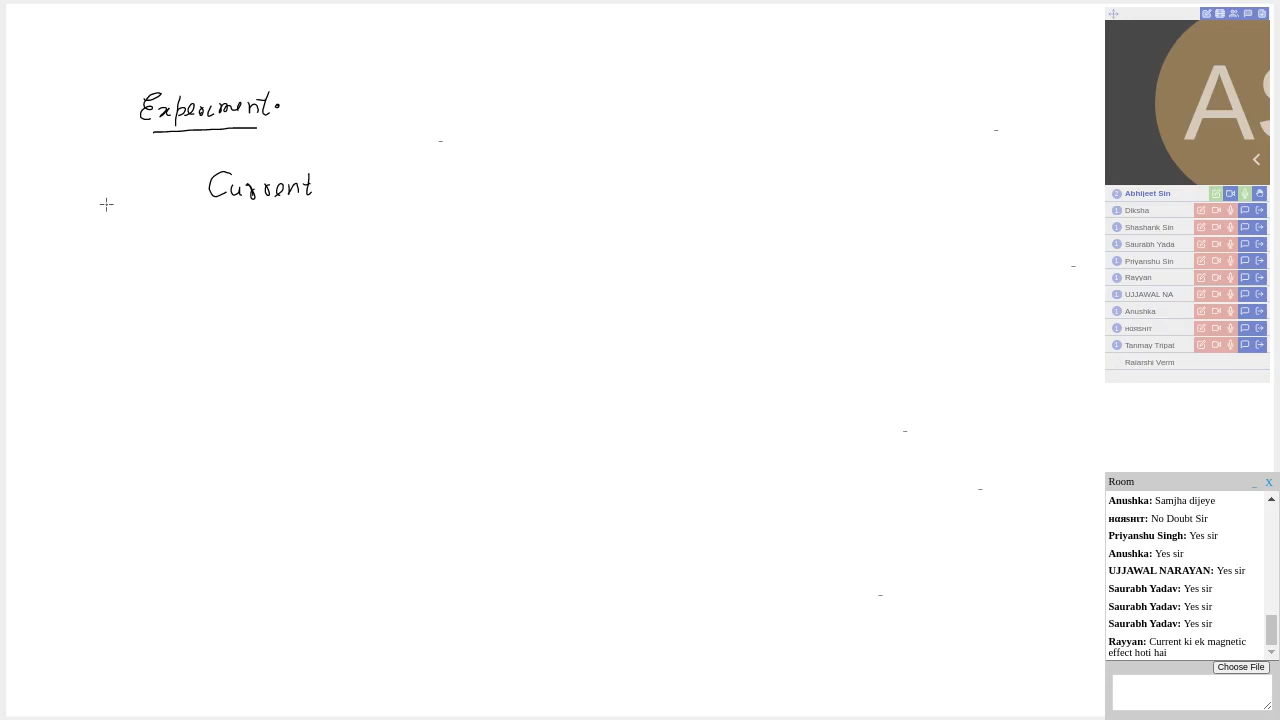 Experiment.
Current
AS
Abhijeet Sin
Diksha
Shashank Sin
Saurabh Yada
Priyanshu Sin
Rayyan
UJJAWAL NA
Anushka
нαяѕнιт
Tanmay Tripat
Rajarshi Verm
Room
_ X
Anushka: Samjha dijeye
нαяѕнιт: No Doubt Sir
Priyanshu Singh: Yes sir
Anushka: Yes sir
UJJAWAL NARAYAN: Yes sir
Saurabh Yadav: Yes sir
Saurabh Yadav: Yes sir
Saurabh Yadav: Yes sir
Rayyan: Current ki ek magnetic
effect hoti hai
Choose File